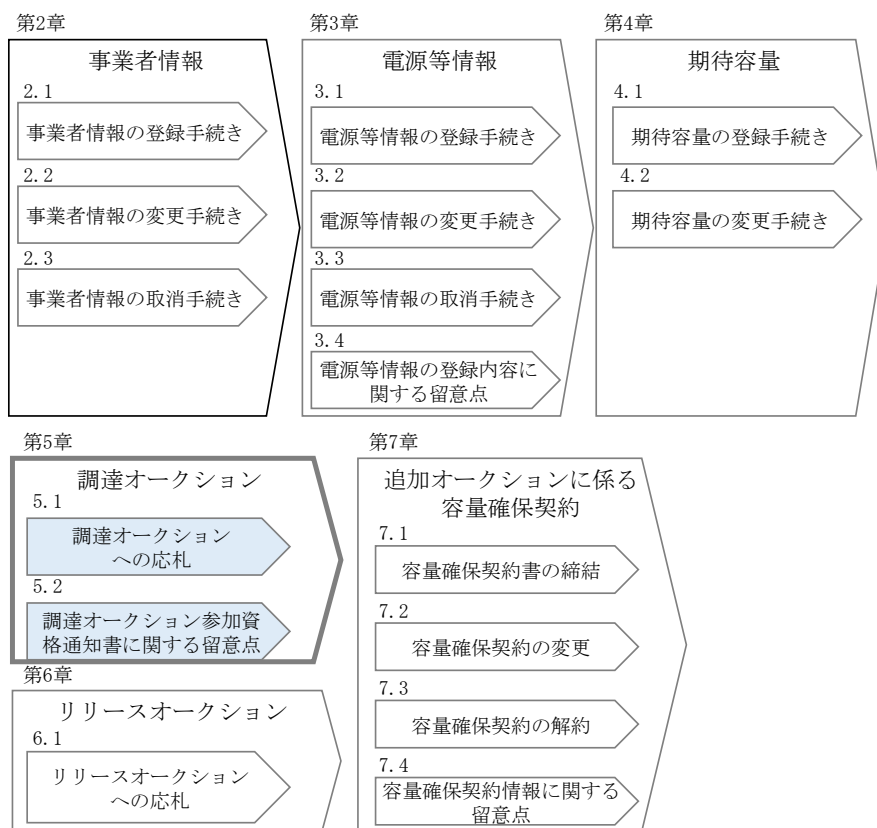 第2章
事業者情報
2.1
事業者情報の登録手続き
2.2
事業者情報の変更手続き
2.3
事業者情報の取消手続き
第3章
電源等情報
3.1
電源等情報の登録手続き
3.2
電源等情報の変更手続き
3.3
電源等情報の取消手続き
3.4
電源等情報の登録内容に
関する留意点
第4章
期待容量
4.1
期待容量の登録手続き
4.2
期待容量の変更手続き
第5章
調達オークション
5.1
調達オークション
への応札
5.2
調達オークション参加資
格通知書に関する留意点
第6章
リリースオークション
6.1
リリースオークション
への応札
第7章
追加オークションに係る
容量確保契約
7.1
容量確保契約書の締結
7.2
容量確保契約の変更
7.3
容量確保契約の解約
7.4
容量確保契約情報に関する
留意点